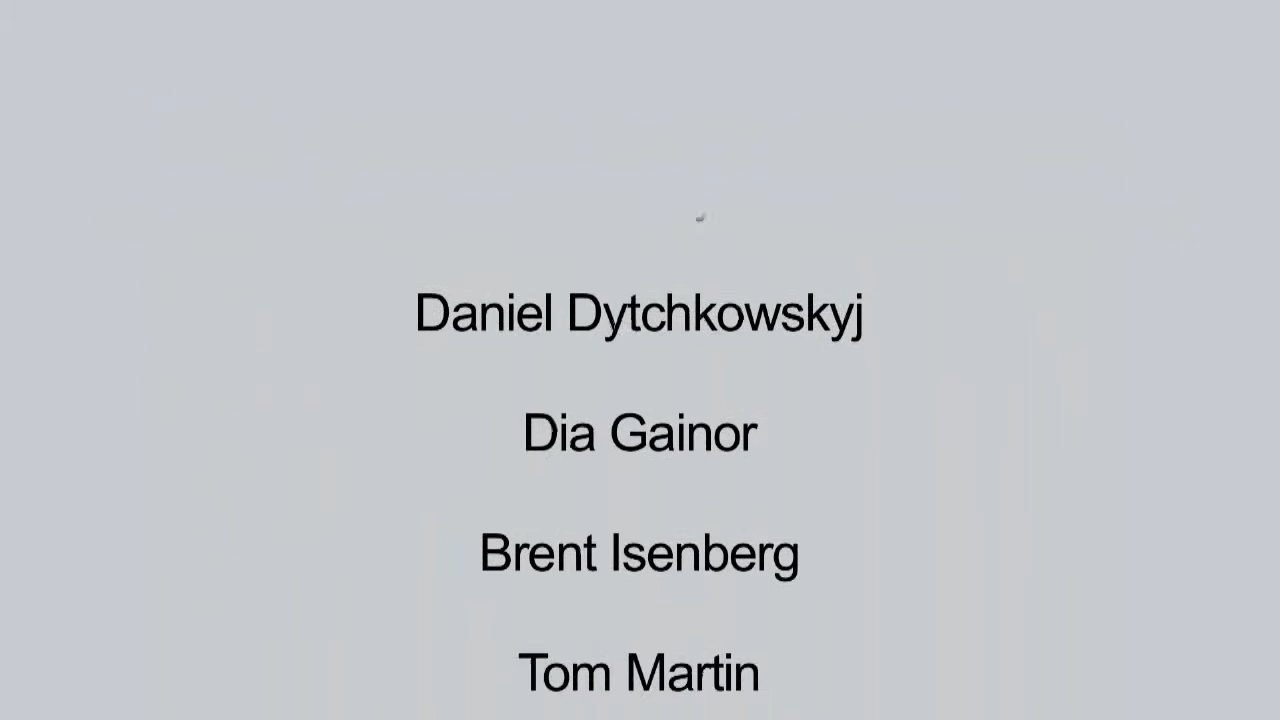 Daniel Dytchkowskyj
Dia Gainor
Brent Isenberg
Tom Martin